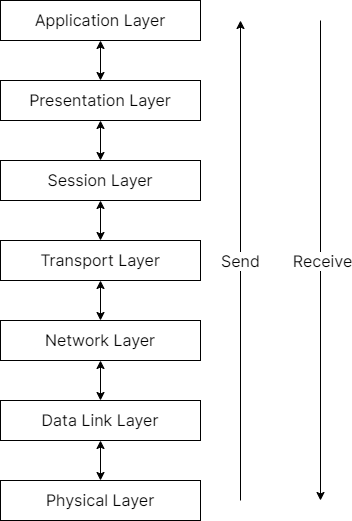 Application Layer
Presentation Layer
Session Layer
Transport Layer
Send
Receive
Network Layer
Data Link Layer
Physical Layer